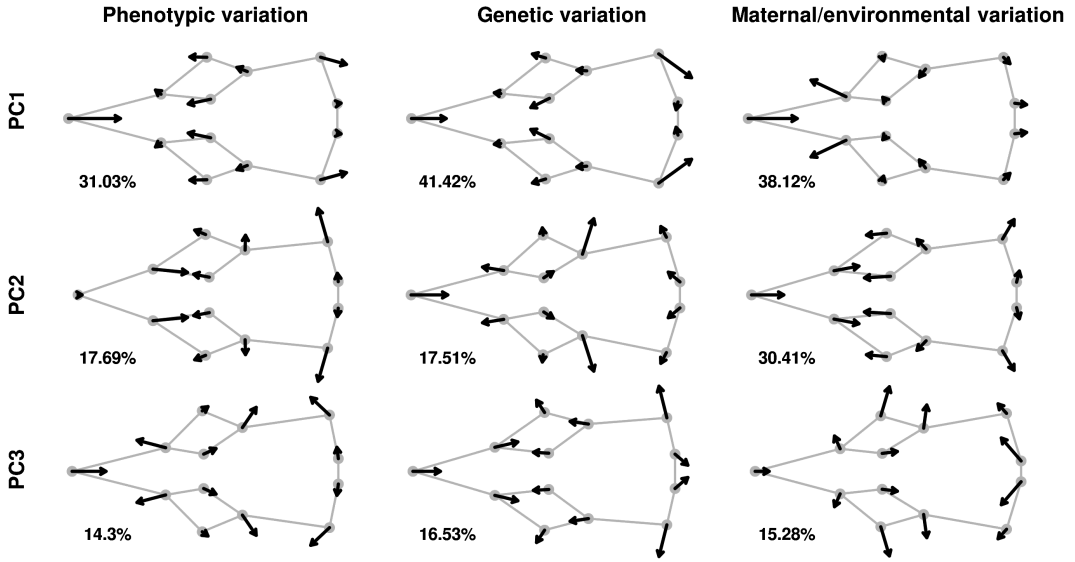 Phenotypic variation Genetic variation Maternal/environmental variation
PC1
31.03% 41.42% 38.12%
PC2
17.69% 17.51% 30.41%
PC3
14.3% 16.53% 15.28%